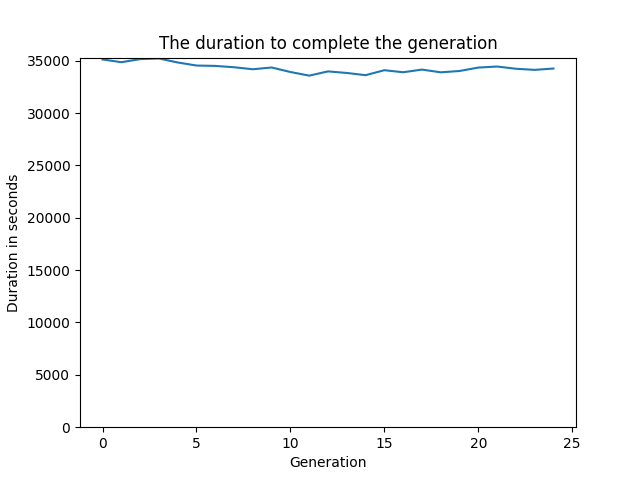 The duration to complete the generation
35000
30000
25000
20000
15000
10000
5000
0
Duration in seconds
0 5 10 15 20 25
Generation